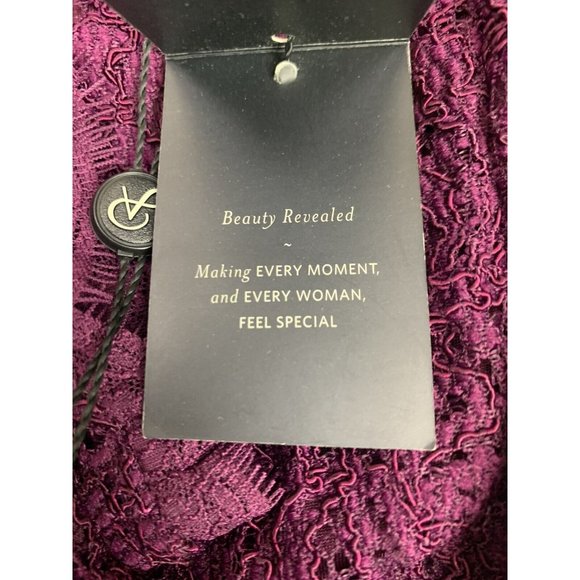 Beauty Revealed
~
Making EVERY MOMENT,
and EVERY WOMAN,
FEEL SPECIAL